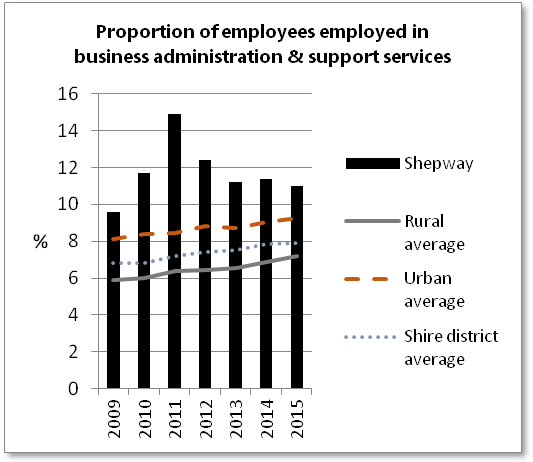 Proportion of employees employed in
business administration & support services
16
14
12
10
8
6
4
2
0
%
2009
2010
2011
2012
2013
2014
2015
Shepway
Rural
average
Urban
average
Shire district
average